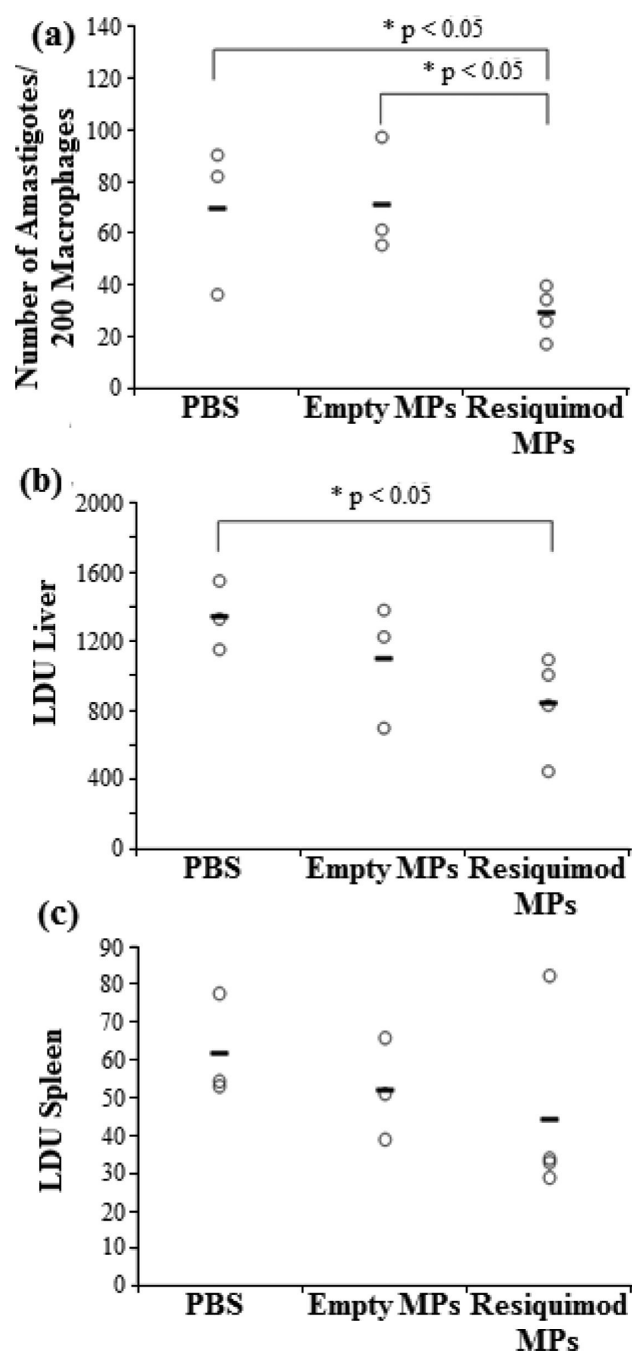 (a)
Number of Amastigotes/
200 Macrophages
140
120
100
80
60
40
20
0
* p < 0.05
* p < 0.05
PBS
Empty MPs
Resiquimod
MPs
(b)
LDU Liver
2000
1600
1200
800
400
0
* p < 0.05
PBS
Empty MPs
Resiquimod
MPs
(c)
LDU Spleen
90
80
70
60
50
40
30
20
10
0
PBS
Empty MPs
Resiquimod
MPs